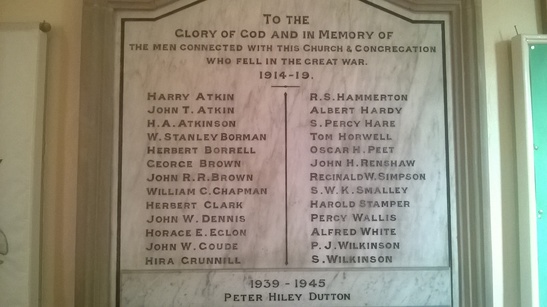 To the
Glory of God and in Memory of
the men connected with this Church & Congregation
who fell in the great war.
1914-19.
Harry Atkin
John T. Atkin
H. A. Atkinson
W. Stanley Borman
Herbert Borrell
George Brown
John R. R. Brown
William C. Chapman
Herbert Clark
John W. Dennis
Horace E. Eclon
John W. Goude
Hira Grunnill
R. S. Hammerton
Albert Hardy
S. Percy Hare
Tom Horwell
Oscar H. Peet
John H. Renshaw
Reginald W. Simpson
S. W. K. Smalley
Harold Stamper
Percy Wallis
Alfred White
P. J. Wilkinson
S. Wilkinson
1939 - 1945
Peter Hiley Dutton